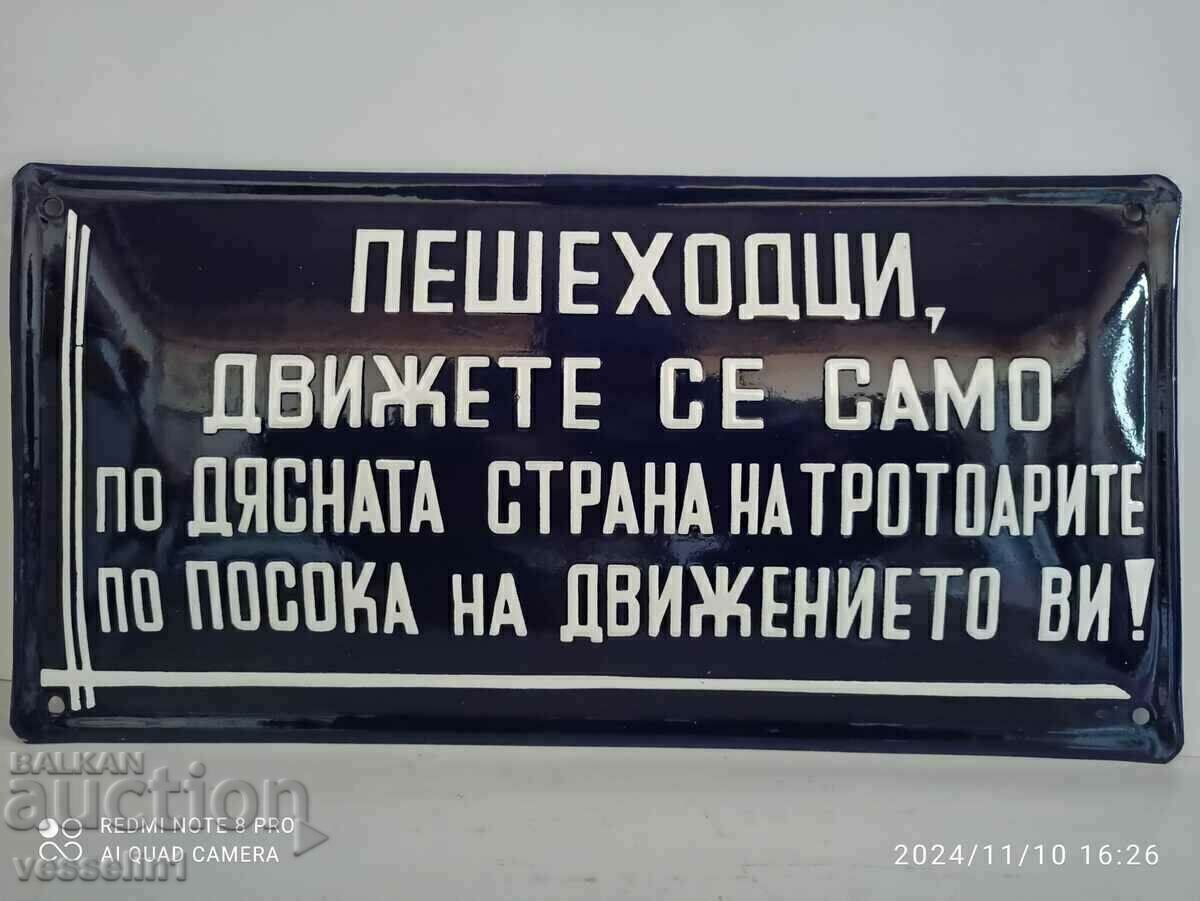 ПЕШЕХОДЦИ,
ДВИЖЕТЕ СЕ САМО
ПО ДЯСНАТА СТРАНА НА ТРОТОАРИТЕ
ПО ПОСОКА НА ДВИЖЕНИЕТО ВИ!
BALKAN
auction
REDMI NOTE 8 PRO
AI QUAD CAMERA
vesselin1
2024/11/10 16:26